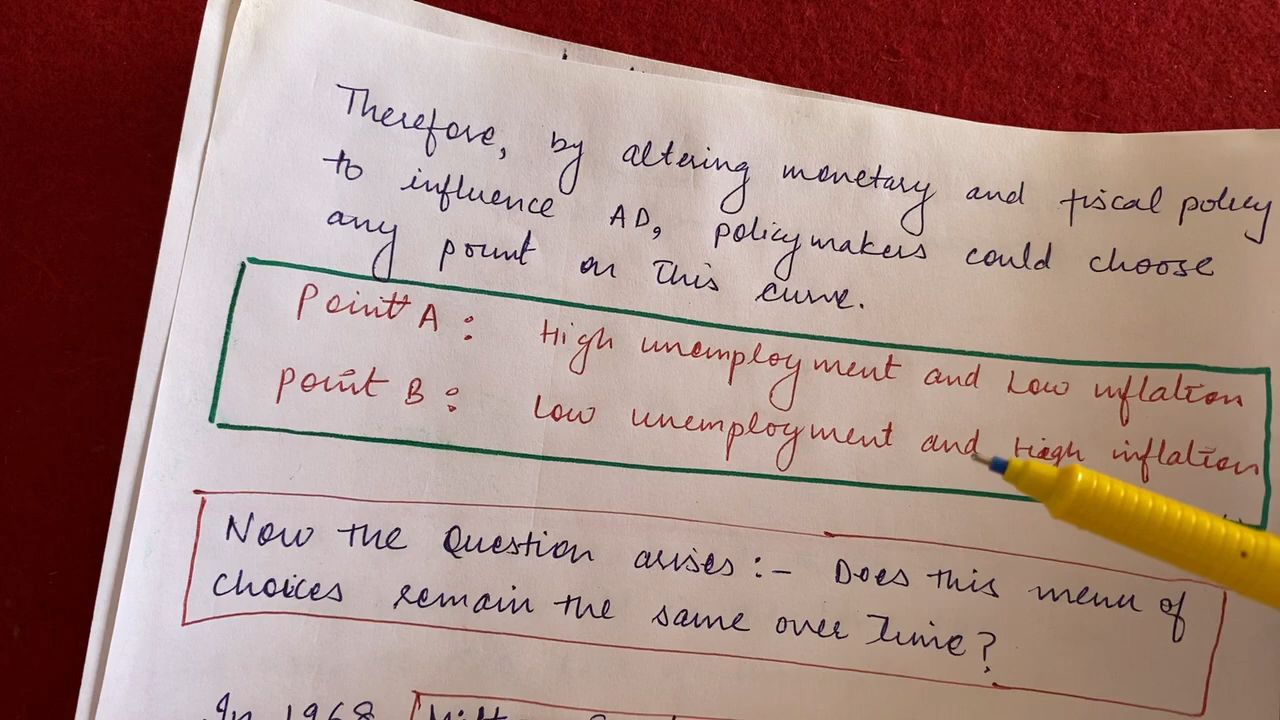 Therefore, by altering monetary and fiscal policy
to influence AD, policymakers could choose
any point on this curve.
Point A : High unemployment and Low inflation
Point B : Low unemployment and High inflation
Now the Question arises :- Does this menu of
choices remain the same over Time?
In 1968